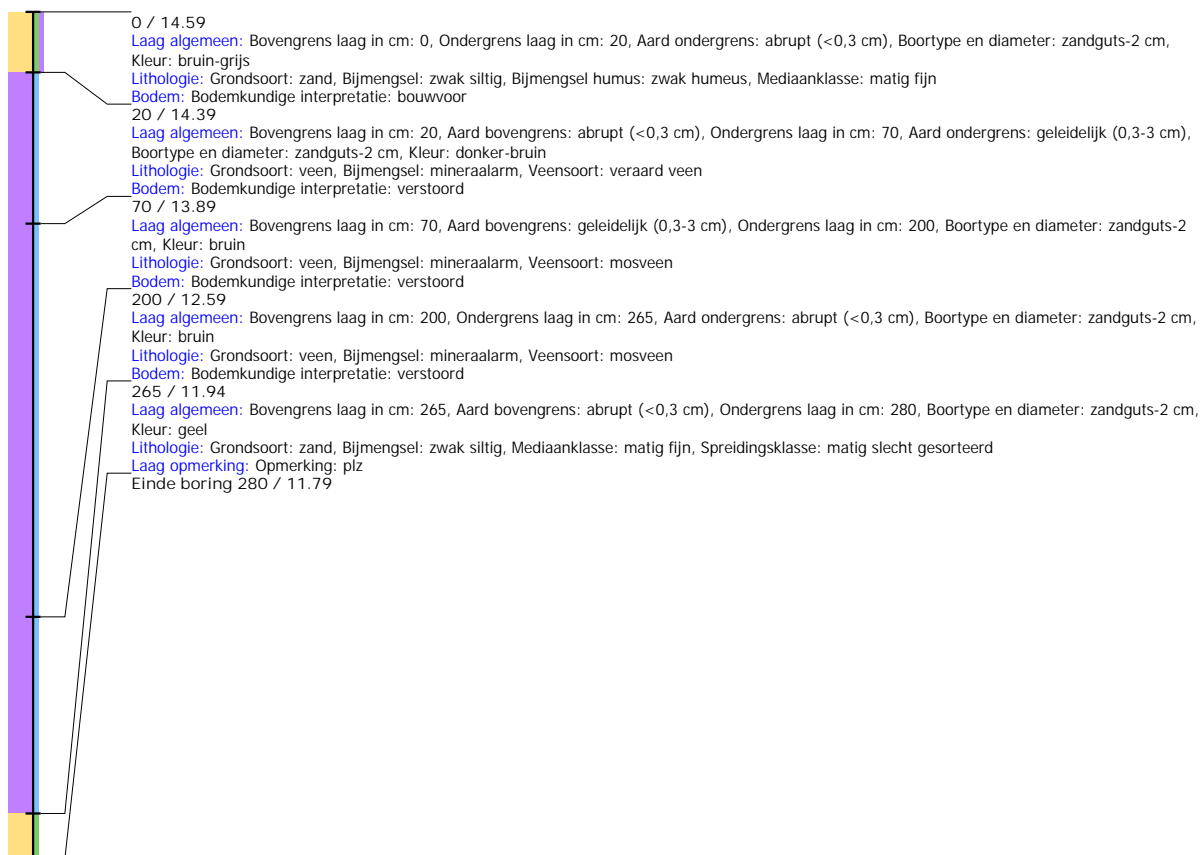 0 / 14.59
Laag algemeen: Bovengrens laag in cm: 0, Ondergrens laag in cm: 20, Aard ondergrens: abrupt (<0,3 cm), Boortype en diameter: zandguts-2 cm,
Kleur: bruin-grijs
Lithologie: Grondsoort: zand, Bijmengsel: zwak siltig, Bijmengsel humus: zwak humeus, Mediaanklasse: matig fijn
Bodem: Bodemkundige interpretatie: bouwvoor
20 / 14.39
Laag algemeen: Bovengrens laag in cm: 20, Aard bovengrens: abrupt (<0,3 cm), Ondergrens laag in cm: 70, Aard ondergrens: geleidelijk (0,3-3 cm),
Boortype en diameter: zandguts-2 cm, Kleur: donker-bruin
Lithologie: Grondsoort: veen, Bijmengsel: mineraalarm, Veensoort: veraard veen
Bodem: Bodemkundige interpretatie: verstoord
70 / 13.89
Laag algemeen: Bovengrens laag in cm: 70, Aard bovengrens: geleidelijk (0,3-3 cm), Ondergrens laag in cm: 200, Boortype en diameter: zandguts-2
cm, Kleur: bruin
Lithologie: Grondsoort: veen, Bijmengsel: mineraalarm, Veensoort: mosveen
Bodem: Bodemkundige interpretatie: verstoord
200 / 12.59
Laag algemeen: Bovengrens laag in cm: 200, Ondergrens laag in cm: 265, Aard ondergrens: abrupt (<0,3 cm), Boortype en diameter: zandguts-2 cm,
Kleur: bruin
Lithologie: Grondsoort: veen, Bijmengsel: mineraalarm, Veensoort: mosveen
Bodem: Bodemkundige interpretatie: verstoord
265 / 11.94
Laag algemeen: Bovengrens laag in cm: 265, Aard bovengrens: abrupt (<0,3 cm), Ondergrens laag in cm: 280, Boortype en diameter: zandguts-2 cm,
Kleur: geel
Lithologie: Grondsoort: zand, Bijmengsel: zwak siltig, Mediaanklasse: matig fijn, Spreidingsklasse: matig slecht gesorteerd
Laag opmerking: Opmerking: plz
Einde boring 280 / 11.79